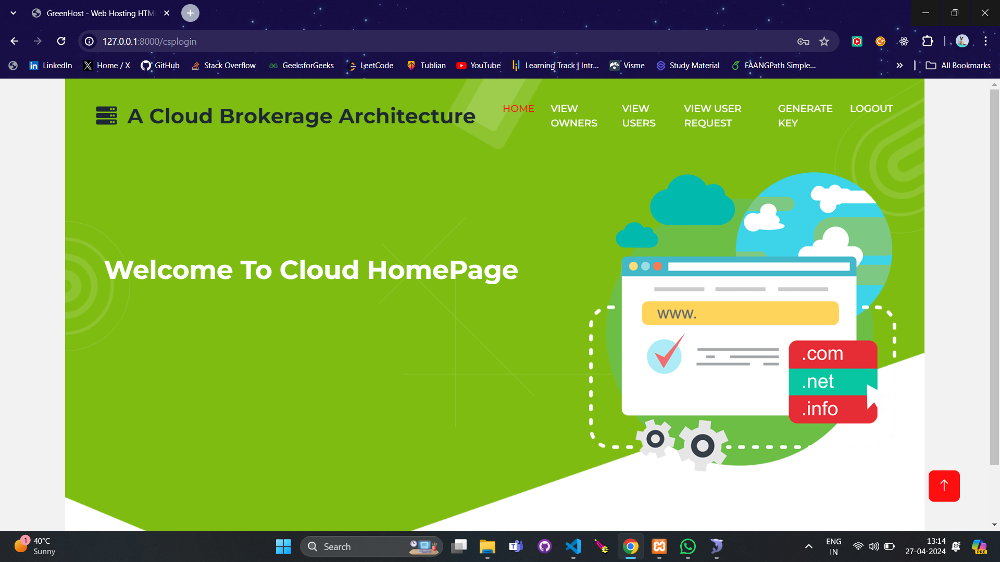 GreenHost - Web Hosting HTM
127.0.0.1:8000/csplogin
LinkedIn
Home / X
GitHub
Stack Overflow
GeeksforGeeks
LeetCode
Tublian
YouTube
Learning Track | Intr...
Visme
Study Material
FAANGPath Simple...
All Bookmarks
A Cloud Brokerage Architecture
HOME
VIEW
OWNERS
VIEW
USERS
VIEW USER
REQUEST
GENERATE
KEY
LOGOUT
Welcome To Cloud HomePage
www.
.com
.net
.info
1
40°C
Sunny
Search
ENG
IN
13:14
27-04-2024
PRE